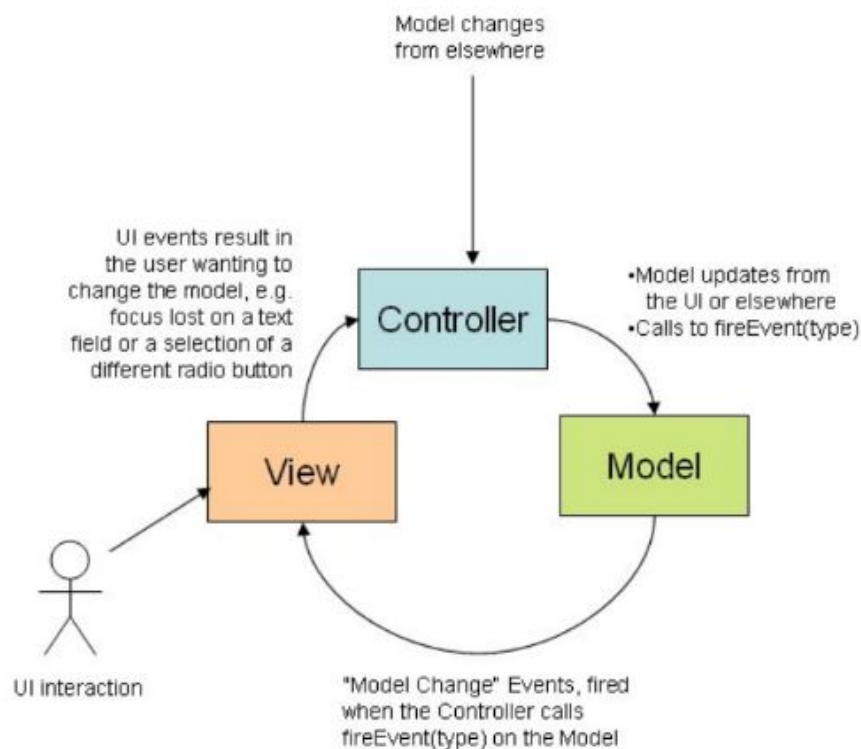 Model changes
from elsewhere
UI events result in
the user wanting to
change the model, e.g.
focus lost on a text
field or a selection of a
different radio button
Controller
•Model updates from
the UI or elsewhere
•Calls to fireEvent(type)
View
Model
UI interaction
"Model Change" Events, fired
when the Controller calls
fireEvent(type) on the Model